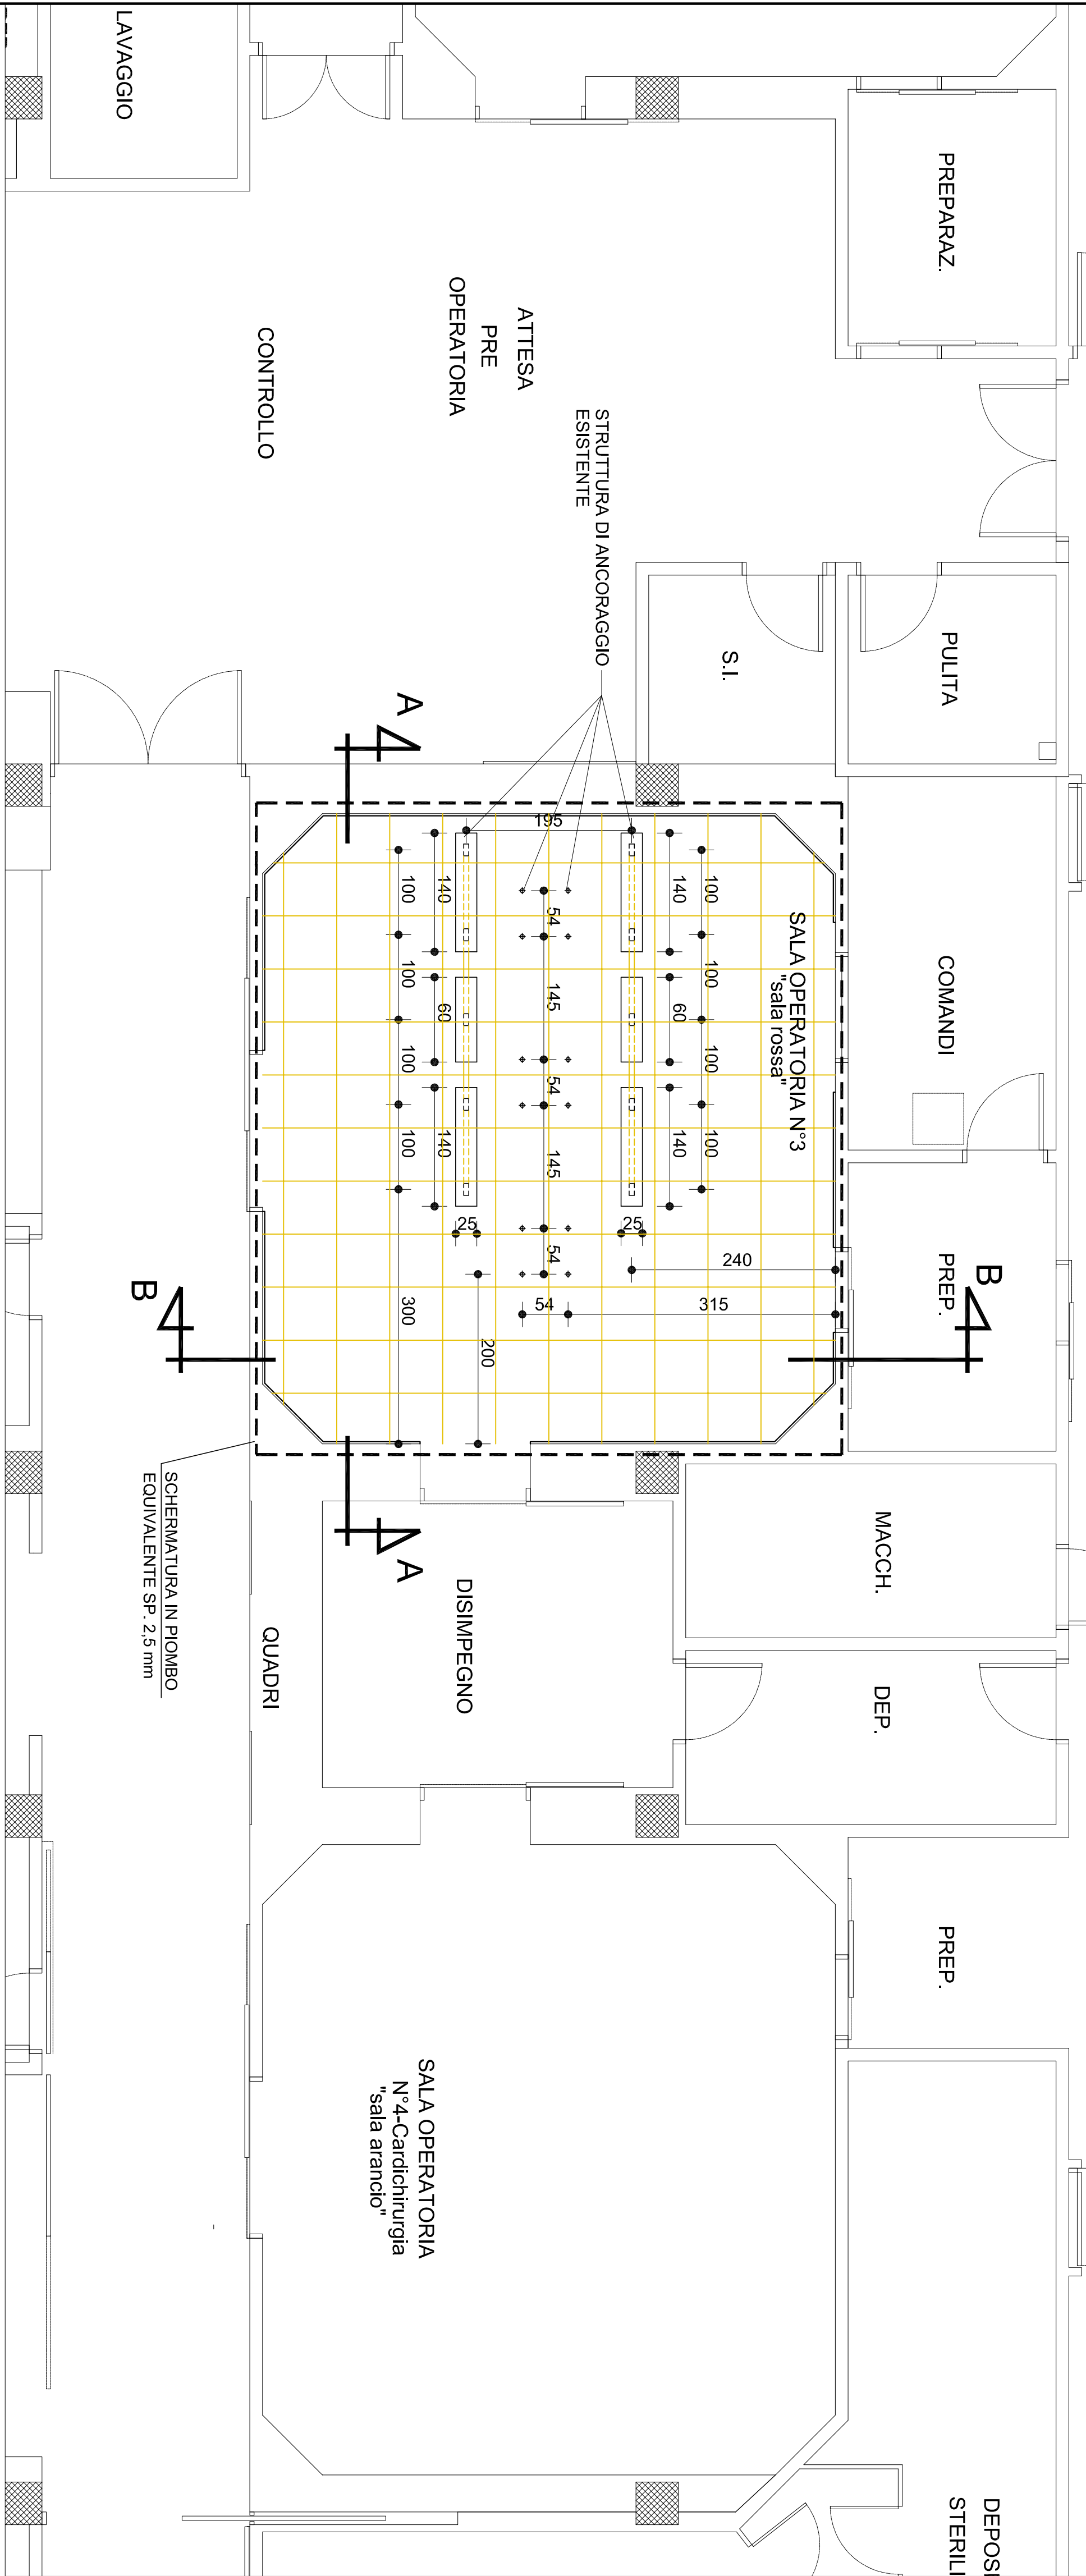 LAVAGGIO
PREPARAZ.
ATTESA
PRE
OPERATORIA
CONTROLLO
STRUTTURA DI ANCORAGGIO
ESISTENTE
PULITA
S.I.
A
195
100
140
54
140
100
SALA OPERATORIA N°3
"sala rossa"
COMANDI
100
60
145
60
100
100
54
100
100
140
145
140
100
25
25
54
240
300
200
54
315
B
B
PREP.
A
SCHERMATURA IN PIOMBO
EQUIVALENTE SP. 2,5 mm
QUADRI
DISIMPEGNO
MACCH.
DEP.
PREP.
SALA OPERATORIA
N°4-Cardichirurgia
"sala arancio"
DEPOSI
STERILI